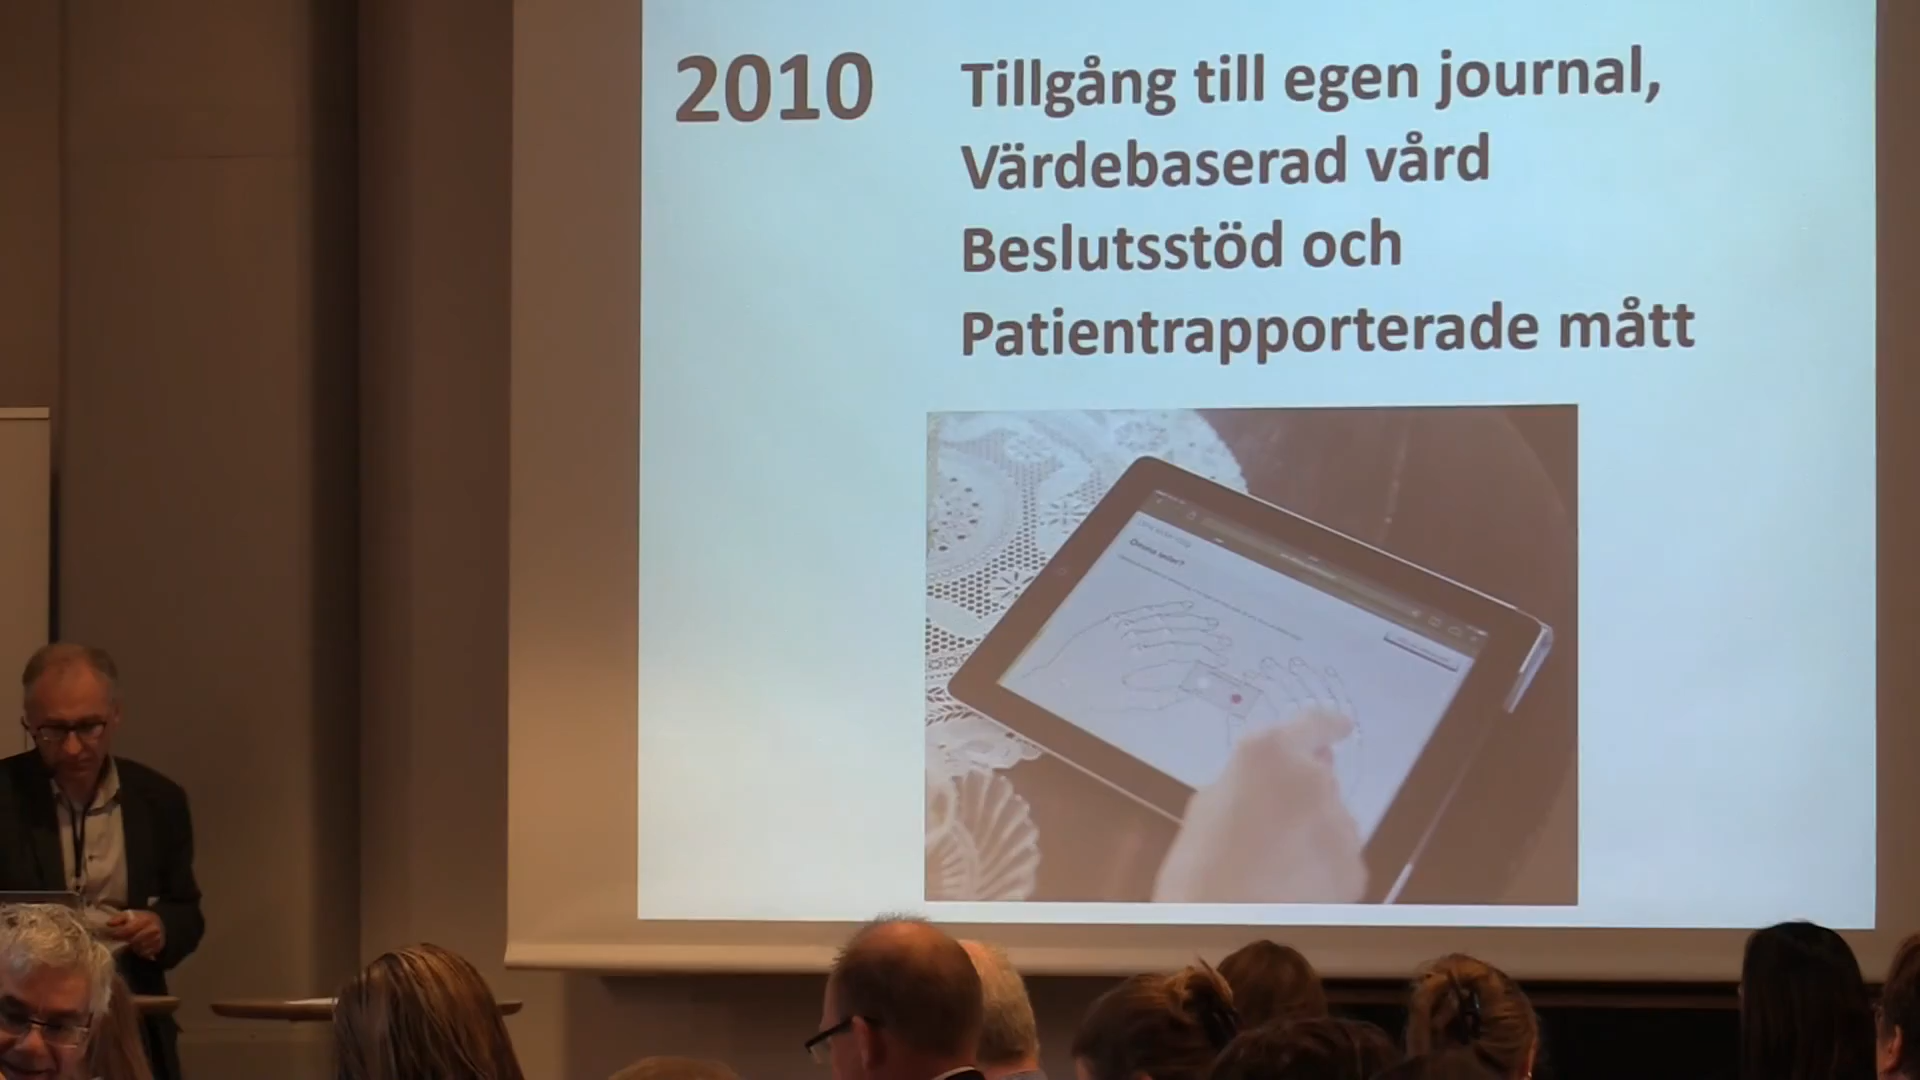 2010
Tillgång till egen journal,
Värdebaserad vård
Beslutsstöd och
Patientrapporterade mått